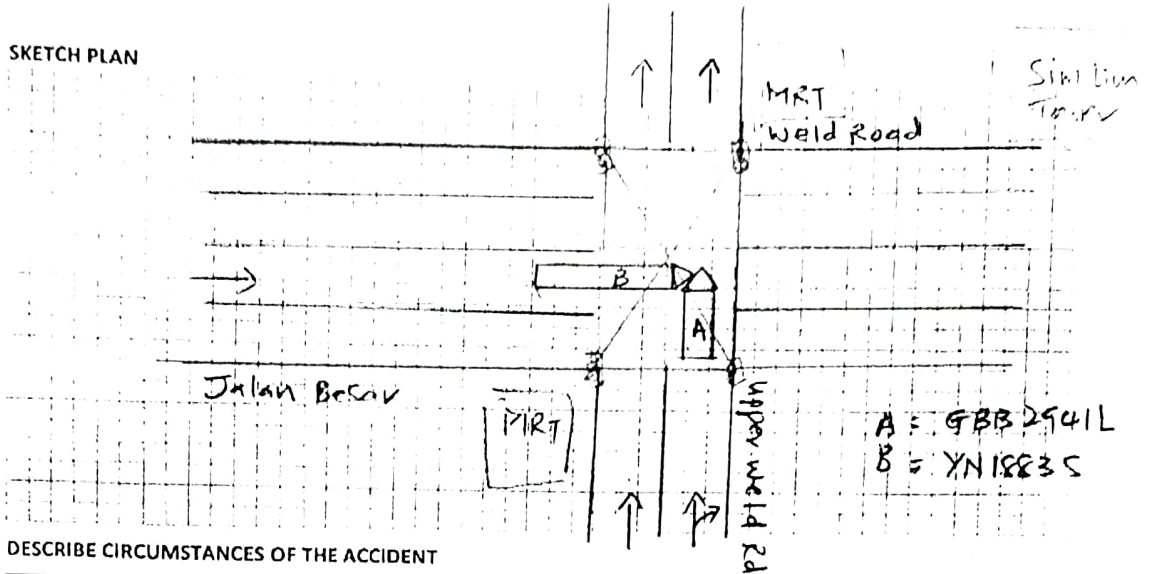 SKETCH PLAN
Sim Lim
Tower
MRT
Weld Road
B
A
Jalan Besar
MRT
Upper Weld Rd
A = GBB2941L
B = YN1883S
DESCRIBE CIRCUMSTANCES OF THE ACCIDENT